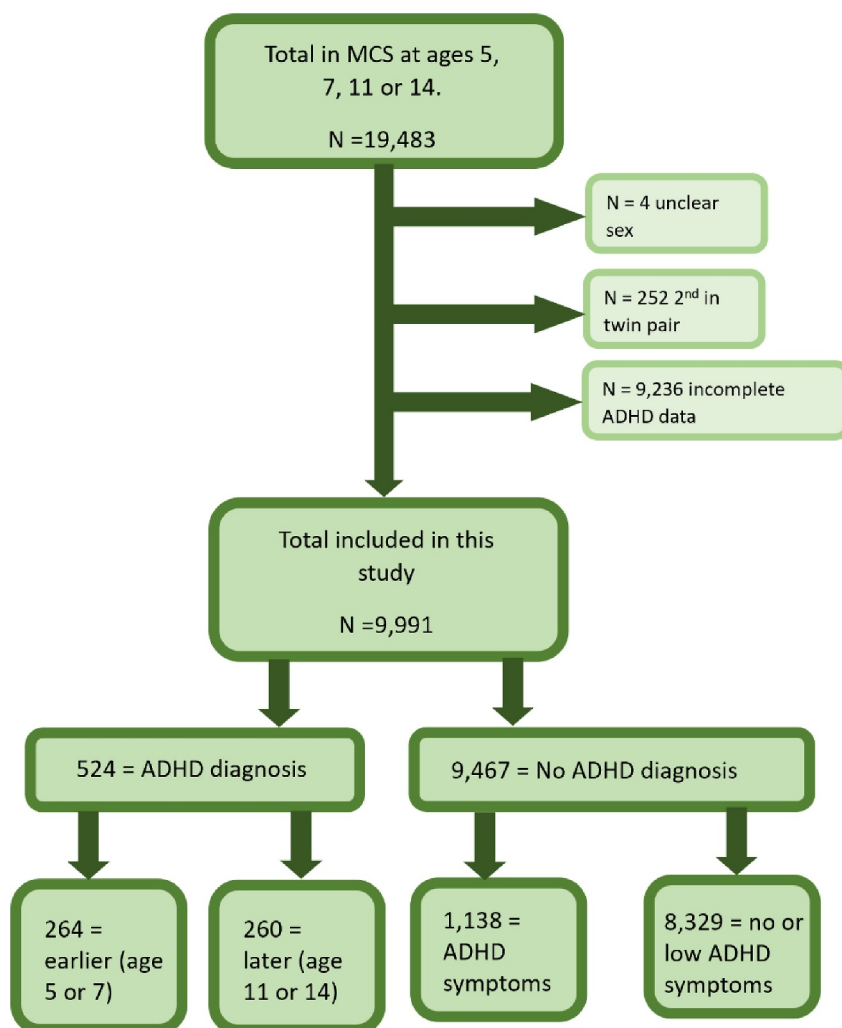 Total in MCS at ages 5,
7, 11 or 14.
N =19,483
N = 4 unclear
sex
N = 252 2nd in
twin pair
N = 9,236 incomplete
ADHD data
Total included in this
study
N =9,991
524 = ADHD diagnosis
9,467 = No ADHD diagnosis
264 =
earlier (age
5 or 7)
260 =
later (age
11 or 14)
1,138 =
ADHD
symptoms
8,329 = no or
low ADHD
symptoms